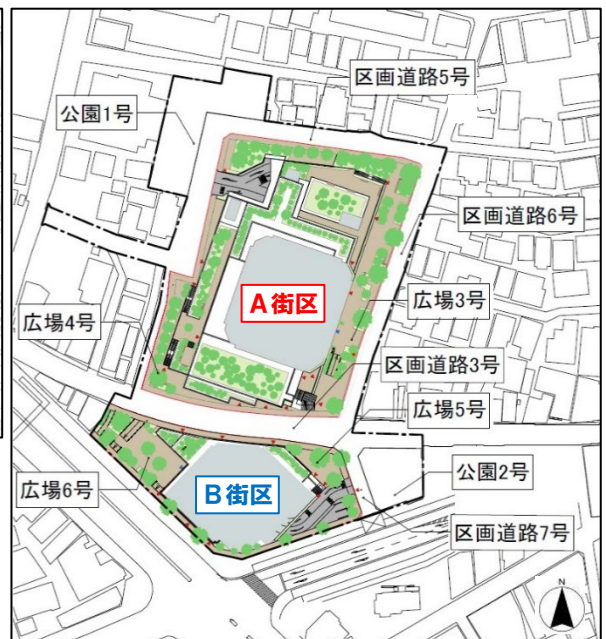 区画道路5号
公園1号
区画道路6号
A街区
広場3号
広場4号
区画道路3号
広場5号
公園2号
広場6号
B街区
区画道路7号
N